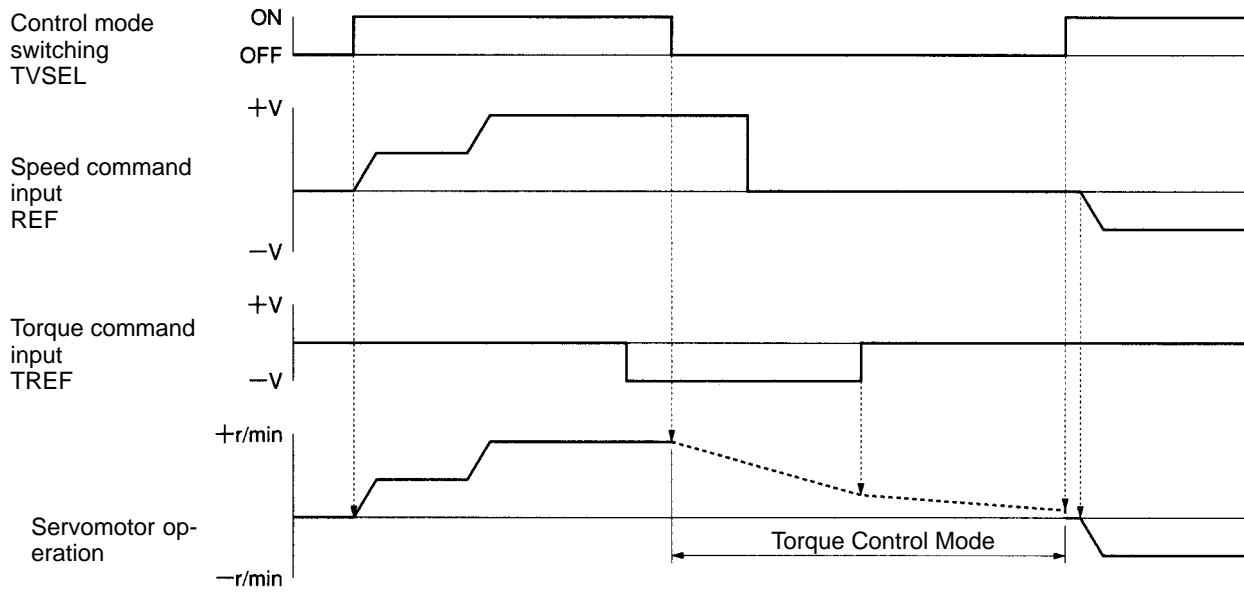 Control mode
switching
TVSEL
ON
OFF
Speed command
input
REF
+V
−V
Torque command
input
TREF
+V
−V
Servomotor op-
eration
+r/min
−r/min
Torque Control Mode